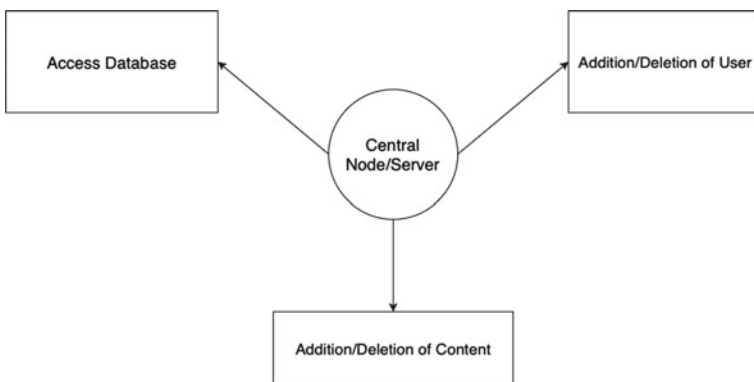 Access Database
Addition/Deletion of User
Central
Node/Server
Addition/Deletion of Content